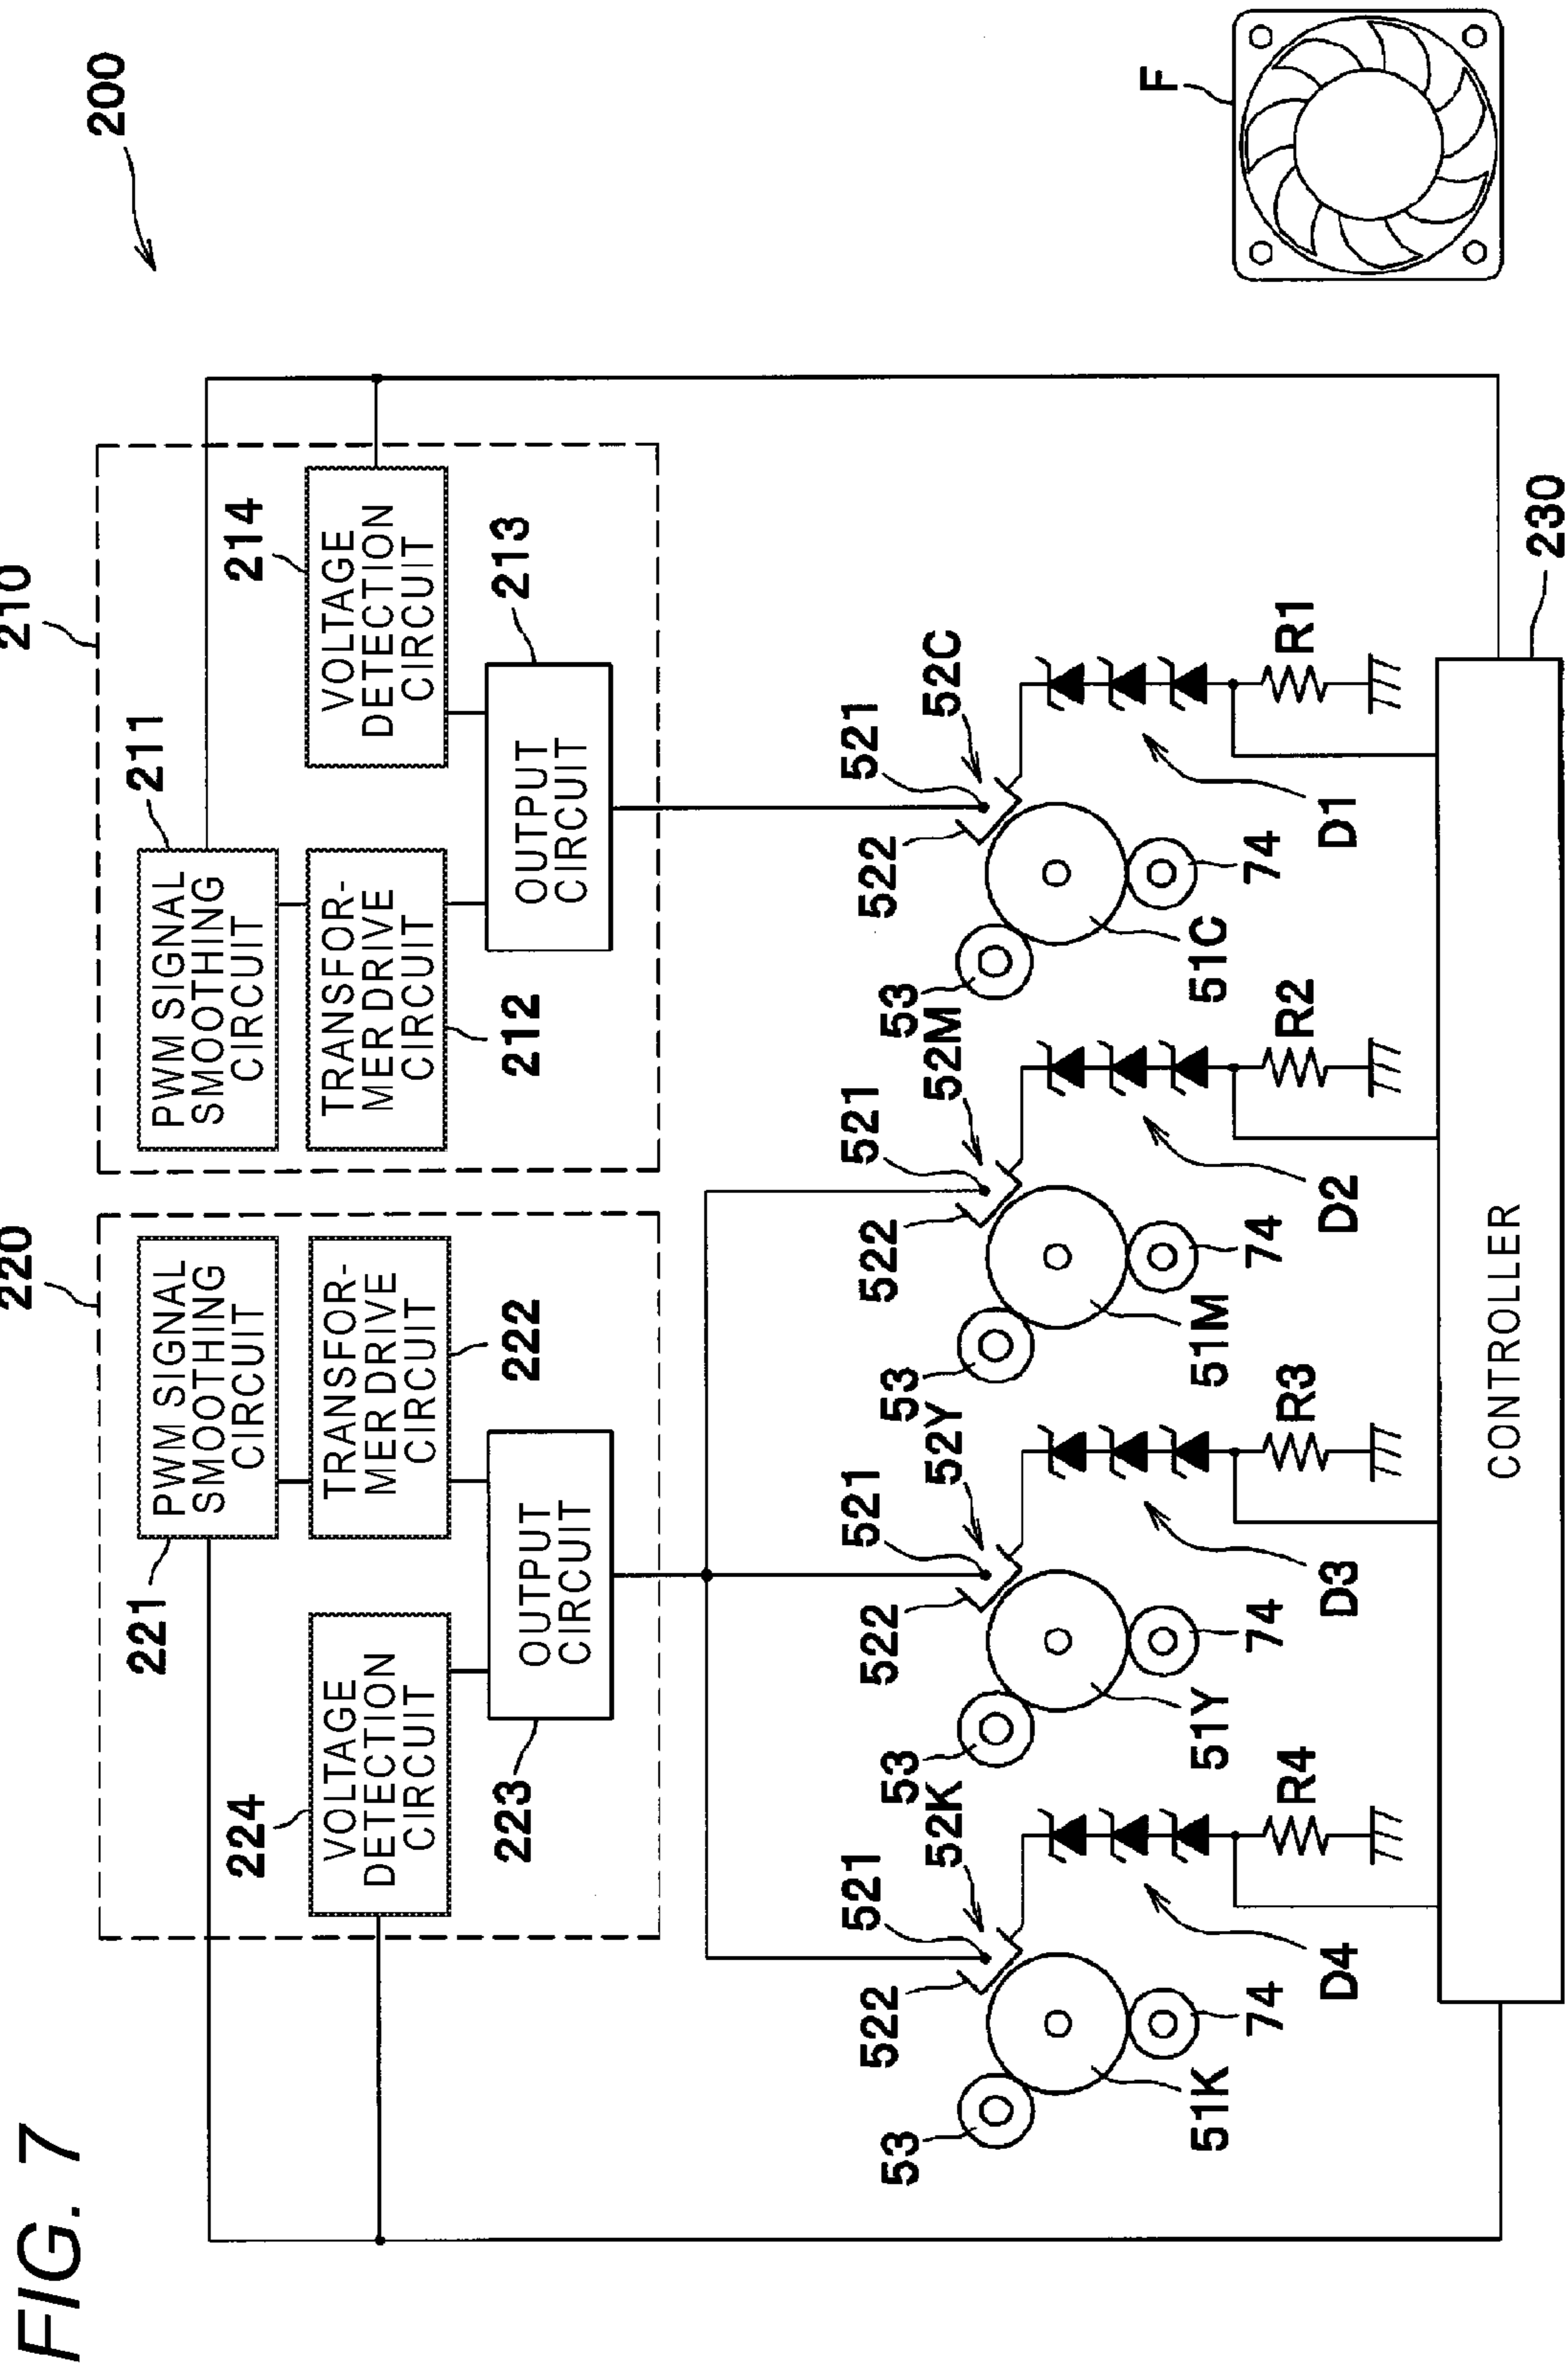 FIG. 7
200
220
210
221
PWM SIGNAL
SMOOTHING
CIRCUIT
PWM SIGNAL
SMOOTHING
CIRCUIT
211
224
VOLTAGE
DETECTION
CIRCUIT
TRANSFOR-
MER DRIVE
CIRCUIT
222
TRANSFOR-
MER DRIVE
CIRCUIT
212
VOLTAGE
DETECTION
CIRCUIT
214
223
OUTPUT
CIRCUIT
OUTPUT
CIRCUIT
213
53
522
521
52K
53
522
521
52Y
53
522
521
52M
53
522
521
52C
51K
74
D4
R4
51Y
74
D3
R3
51M
74
D2
R2
51C
74
D1
R1
F
CONTROLLER
230